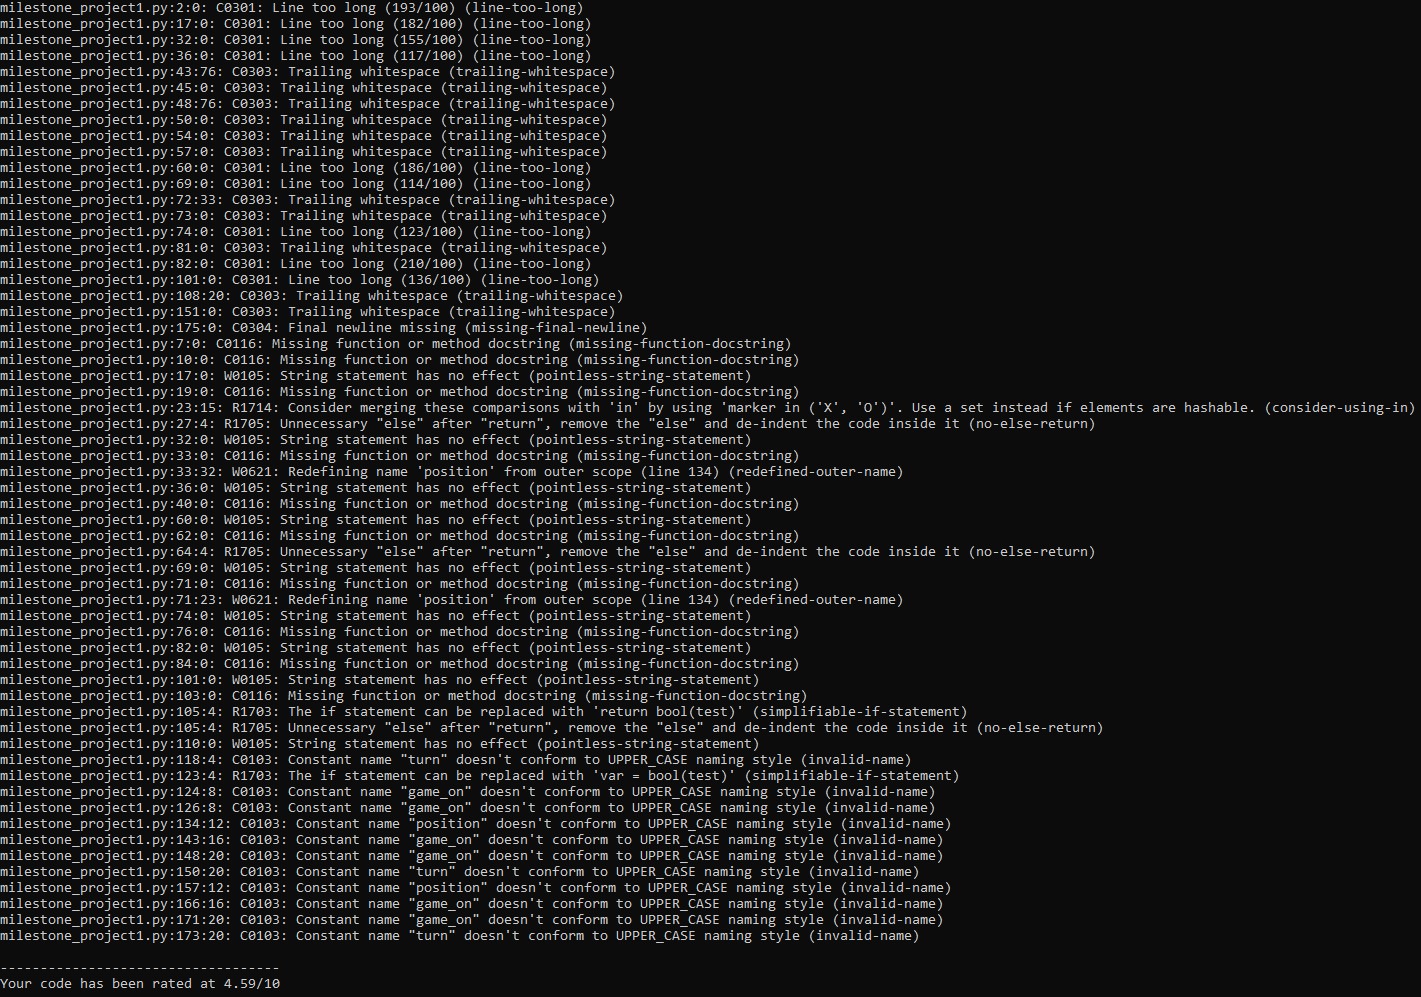 milestone_project1.py:2:0: C0301: Line too long (193/100) (line-too-long)
milestone_project1.py:17:0: C0301: Line too long (182/100) (line-too-long)
milestone_project1.py:32:0: C0301: Line too long (155/100) (line-too-long)
milestone_project1.py:36:0: C0301: Line too long (117/100) (line-too-long)
milestone_project1.py:43:76: C0303: Trailing whitespace (trailing-whitespace)
milestone_project1.py:45:0: C0303: Trailing whitespace (trailing-whitespace)
milestone_project1.py:48:76: C0303: Trailing whitespace (trailing-whitespace)
milestone_project1.py:50:0: C0303: Trailing whitespace (trailing-whitespace)
milestone_project1.py:54:0: C0303: Trailing whitespace (trailing-whitespace)
milestone_project1.py:57:0: C0303: Trailing whitespace (trailing-whitespace)
milestone_project1.py:60:0: C0301: Line too long (186/100) (line-too-long)
milestone_project1.py:69:0: C0301: Line too long (114/100) (line-too-long)
milestone_project1.py:72:33: C0303: Trailing whitespace (trailing-whitespace)
milestone_project1.py:73:0: C0303: Trailing whitespace (trailing-whitespace)
milestone_project1.py:74:0: C0301: Line too long (123/100) (line-too-long)
milestone_project1.py:81:0: C0303: Trailing whitespace (trailing-whitespace)
milestone_project1.py:82:0: C0301: Line too long (210/100) (line-too-long)
milestone_project1.py:101:0: C0301: Line too long (136/100) (line-too-long)
milestone_project1.py:108:20: C0303: Trailing whitespace (trailing-whitespace)
milestone_project1.py:151:0: C0303: Trailing whitespace (trailing-whitespace)
milestone_project1.py:175:0: C0304: Final newline missing (missing-final-newline)
milestone_project1.py:7:0: C0116: Missing function or method docstring (missing-function-docstring)
milestone_project1.py:10:0: C0116: Missing function or method docstring (missing-function-docstring)
milestone_project1.py:17:0: W0105: String statement has no effect (pointless-string-statement)
milestone_project1.py:19:0: C0116: Missing function or method docstring (missing-function-docstring)
milestone_project1.py:23:15: R1714: Consider merging these comparisons with 'in' by using 'marker in ('X', 'O')'. Use a set instead if elements are hashable. (consider-using-in)
milestone_project1.py:27:4: R1705: Unnecessary "else" after "return", remove the "else" and de-indent the code inside it (no-else-return)
milestone_project1.py:32:0: W0105: String statement has no effect (pointless-string-statement)
milestone_project1.py:33:0: C0116: Missing function or method docstring (missing-function-docstring)
milestone_project1.py:33:32: W0621: Redefining name 'position' from outer scope (line 134) (redefined-outer-name)
milestone_project1.py:36:0: W0105: String statement has no effect (pointless-string-statement)
milestone_project1.py:40:0: C0116: Missing function or method docstring (missing-function-docstring)
milestone_project1.py:60:0: W0105: String statement has no effect (pointless-string-statement)
milestone_project1.py:62:0: C0116: Missing function or method docstring (missing-function-docstring)
milestone_project1.py:64:4: R1705: Unnecessary "else" after "return", remove the "else" and de-indent the code inside it (no-else-return)
milestone_project1.py:69:0: W0105: String statement has no effect (pointless-string-statement)
milestone_project1.py:71:0: C0116: Missing function or method docstring (missing-function-docstring)
milestone_project1.py:71:23: W0621: Redefining name 'position' from outer scope (line 134) (redefined-outer-name)
milestone_project1.py:74:0: W0105: String statement has no effect (pointless-string-statement)
milestone_project1.py:76:0: C0116: Missing function or method docstring (missing-function-docstring)
milestone_project1.py:82:0: W0105: String statement has no effect (pointless-string-statement)
milestone_project1.py:84:0: C0116: Missing function or method docstring (missing-function-docstring)
milestone_project1.py:101:0: W0105: String statement has no effect (pointless-string-statement)
milestone_project1.py:103:0: C0116: Missing function or method docstring (missing-function-docstring)
milestone_project1.py:105:4: R1703: The if statement can be replaced with 'return bool(test)' (simplifiable-if-statement)
milestone_project1.py:105:4: R1705: Unnecessary "else" after "return", remove the "else" and de-indent the code inside it (no-else-return)
milestone_project1.py:110:0: W0105: String statement has no effect (pointless-string-statement)
milestone_project1.py:118:4: C0103: Constant name "turn" doesn't conform to UPPER_CASE naming style (invalid-name)
milestone_project1.py:123:4: R1703: The if statement can be replaced with 'var = bool(test)' (simplifiable-if-statement)
milestone_project1.py:124:8: C0103: Constant name "game_on" doesn't conform to UPPER_CASE naming style (invalid-name)
milestone_project1.py:126:8: C0103: Constant name "game_on" doesn't conform to UPPER_CASE naming style (invalid-name)
milestone_project1.py:134:12: C0103: Constant name "position" doesn't conform to UPPER_CASE naming style (invalid-name)
milestone_project1.py:143:16: C0103: Constant name "game_on" doesn't conform to UPPER_CASE naming style (invalid-name)
milestone_project1.py:148:20: C0103: Constant name "game_on" doesn't conform to UPPER_CASE naming style (invalid-name)
milestone_project1.py:150:20: C0103: Constant name "turn" doesn't conform to UPPER_CASE naming style (invalid-name)
milestone_project1.py:157:12: C0103: Constant name "position" doesn't conform to UPPER_CASE naming style (invalid-name)
milestone_project1.py:166:16: C0103: Constant name "game_on" doesn't conform to UPPER_CASE naming style (invalid-name)
milestone_project1.py:171:20: C0103: Constant name "game_on" doesn't conform to UPPER_CASE naming style (invalid-name)
milestone_project1.py:173:20: C0103: Constant name "turn" doesn't conform to UPPER_CASE naming style (invalid-name)
-----------------------------------
Your code has been rated at 4.59/10